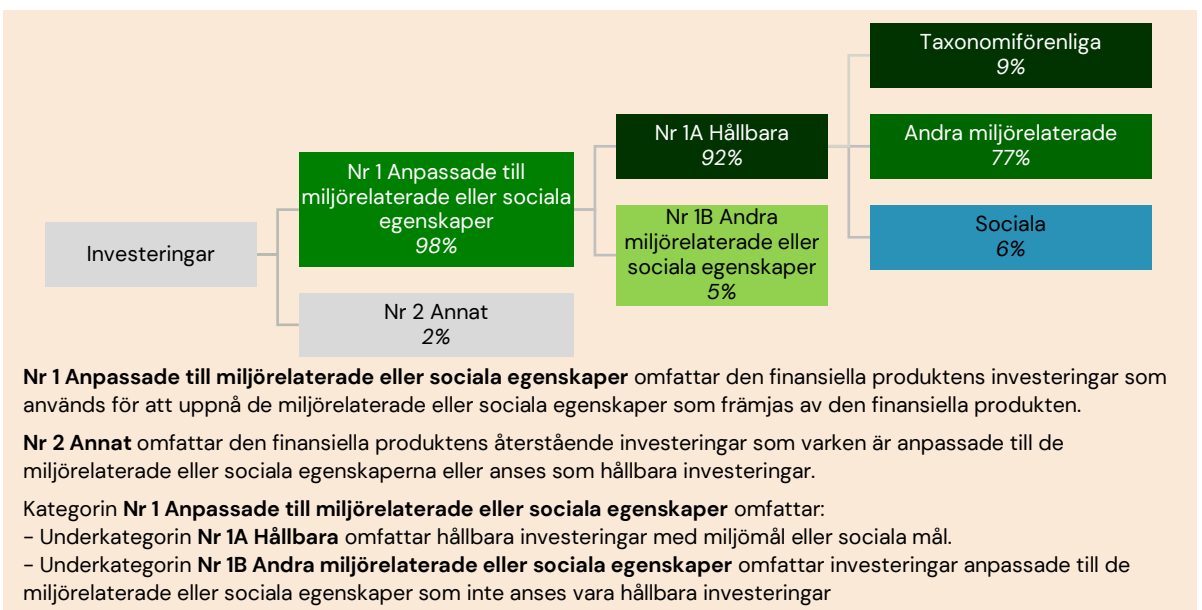 Taxonomiförenliga
9%
Nr 1A Hållbara
92%
Andra miljörelaterade
77%
Nr 1 Anpassade till
miljörelaterade eller sociala
egenskaper
98%
Nr 1B Andra
miljörelaterade eller
sociala egenskaper
5%
Sociala
6%
Investeringar
Nr 2 Annat
2%
Nr 1 Anpassade till miljörelaterade eller sociala egenskaper omfattar den finansiella produktens investeringar som
används för att uppnå de miljörelaterade eller sociala egenskaper som främjas av den finansiella produkten.
Nr 2 Annat omfattar den finansiella produktens återstående investeringar som varken är anpassade till de
miljörelaterade eller sociala egenskaperna eller anses som hållbara investeringar.
Kategorin Nr 1 Anpassade till miljörelaterade eller sociala egenskaper omfattar:
- Underkategorin Nr 1A Hållbara omfattar hållbara investeringar med miljömål eller sociala mål.
- Underkategorin Nr 1B Andra miljörelaterade eller sociala egenskaper omfattar investeringar anpassade till de
miljörelaterade eller sociala egenskaper som inte anses vara hållbara investeringar